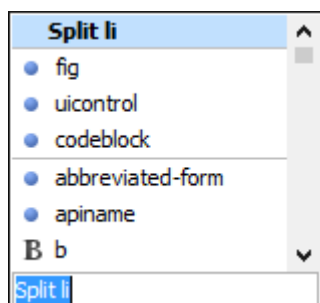 Split li
fig
uicontrol
codeblock
abbreviated-form
apiname
B b
Split li